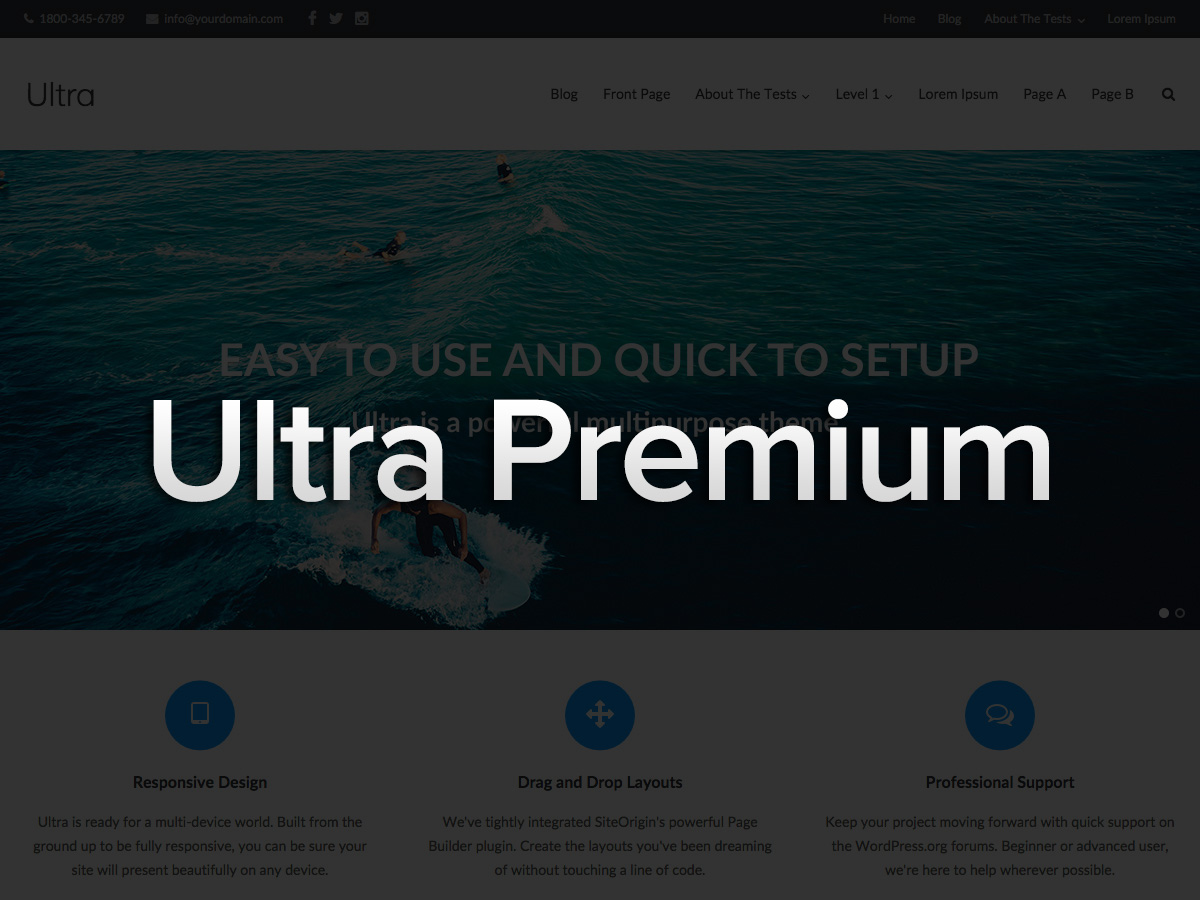 1800-345-6789 info@yourdomain.com Home Blog About The Tests Lorem Ipsum
Ultra Blog Front Page About The Tests Level 1 Lorem Ipsum Page A Page B
EASY TO USE AND QUICK TO SETUP
Ultra is a powerful multipurpose theme
Ultra Premium
Responsive Design
Ultra is ready for a multi-device world. Built from the
ground up to be fully responsive, you can be sure your
site will present beautifully on any device.
Drag and Drop Layouts
We've tightly integrated SiteOrigin's powerful Page
Builder plugin. Create the layouts you've been dreaming
of without touching a line of code.
Professional Support
Keep your project moving forward with quick support on
the WordPress.org forums. Beginner or advanced user,
we're here to help wherever possible.